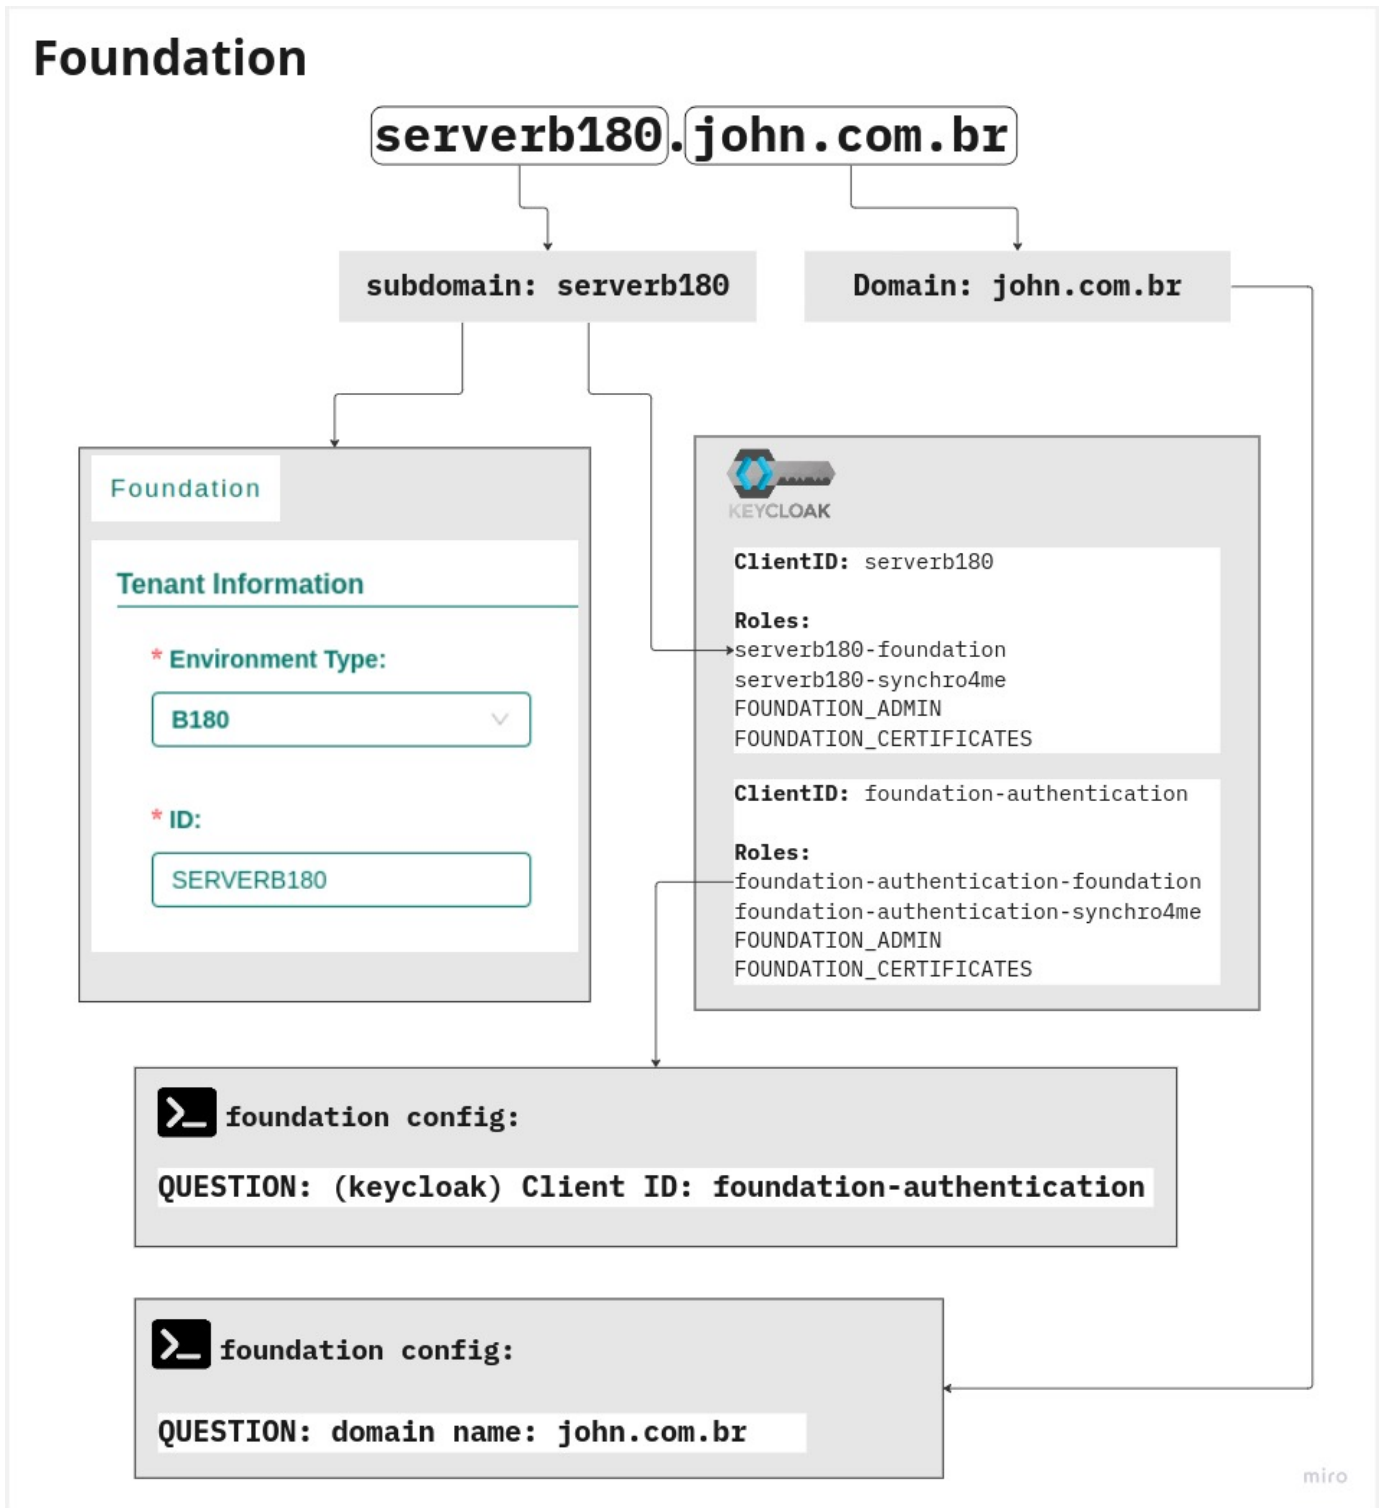 Foundation
serverb180.john.com.br
subdomain: serverb180
Domain: john.com.br
Foundation
Tenant Information
* Environment Type:
B180
* ID:
SERVERB180
KEYCLOAK
ClientID: serverb180
Roles:
serverb180-foundation
serverb180-synchro4me
FOUNDATION_ADMIN
FOUNDATION_CERTIFICATES
ClientID: foundation-authentication
Roles:
foundation-authentication-foundation
foundation-authentication-synchro4me
FOUNDATION_ADMIN
FOUNDATION_CERTIFICATES
foundation config:
QUESTION: (keycloak) Client ID: foundation-authentication
foundation config:
QUESTION: domain name: john.com.br
miro